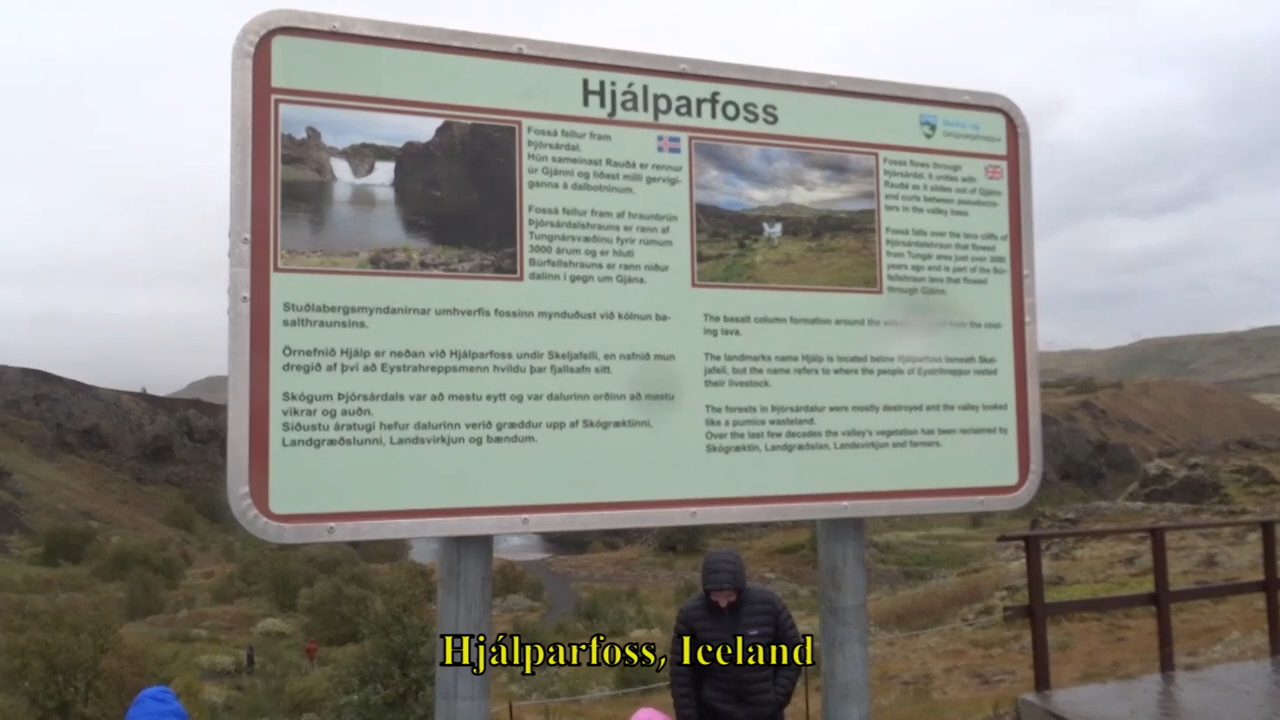 Hjálparfoss
Fossá fellur fram
Þjórsárdal.
Hún sameinast Rauðá er rennur
úr Gjánni og liðast milli gervigí-
ganna á dalbotninum.
Fossá fellur fram af hraunbrún
Þjórsárdalshrauns er rann af
Tungnársvæðinu fyrir rúmum
3000 árum og er hluti
Búrfellshrauns er rann niður
dalinn í gegn um Gjána.
Stuðlabergsmyndanirnar umhverfis fossinn mynduðust við kólnun ba-
salthraunsins.
Örnefnið Hjálp er neðan við Hjálparfoss undir Skeljafelli, en nafnið mun
dregið af því að Eystrahreppsmenn hvíldu þar fjallsafn sitt.
Skógum Þjórsárdals var að mestu eytt og var dalurinn orðinn að mestu
vikrar og auðn.
Síðustu áratugi hefur dalurinn verið græddur upp af Skógræktinni,
Landgræðslunni, Landsvirkjun og bændum.
Fossá flows through
Þjórsárdal. It unites with
Rauðá as it slides out of Gjáinn
and curls between pseudocra-
ters in the valley base.
Fossá falls over the lava cliffs of
Þjórsárdalshraun that flowed
from Tungár area just over 3000
years ago and is part of the Búr-
fellshraun lava that flowed
through Gjáinn.
The basalt column formation around the from the cool-
ing lava.
The landmarks name Hjálp is located below Hjálparfoss beneath Skel-
jafell, but the name refers to where the people of Eystrihreppur rested
their livestock.
The forests in Þjórsárdalur were mostly destroyed and the valley looked
like a pumice wasteland.
Over the last few decades the valley's vegetation has been reclaimed by
Skógræktin, Landgræðslan, Landsvirkjun and farmers.
Hjálparfoss, Iceland